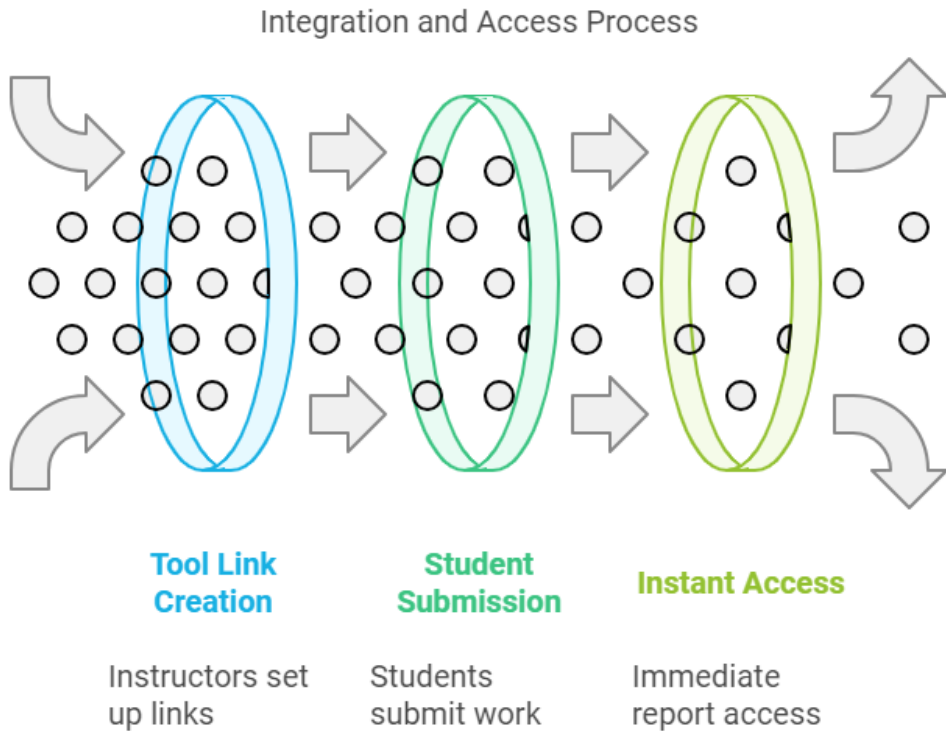 Integration and Access Process
Tool Link
Creation
Student
Submission
Instant Access
Instructors set
up links
Students
submit work
Immediate
report access